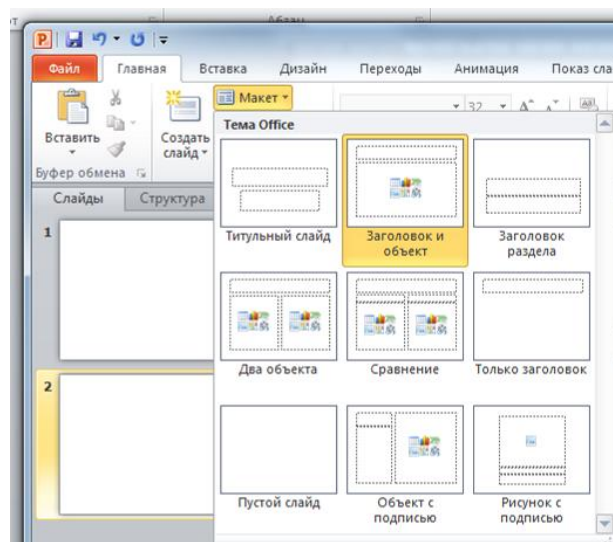 Абзац
P
Файл Главная Вставка Дизайн Переходы Анимация Показ сла
Вставить
Создать слайд
Макет
32
Буфер обмена
Тема Office
Слайды Структура
1
2
Титульный слайд
Заголовок и объект
Заголовок раздела
Два объекта
Сравнение
Только заголовок
Пустой слайд
Объект с подписью
Рисунок с подписью